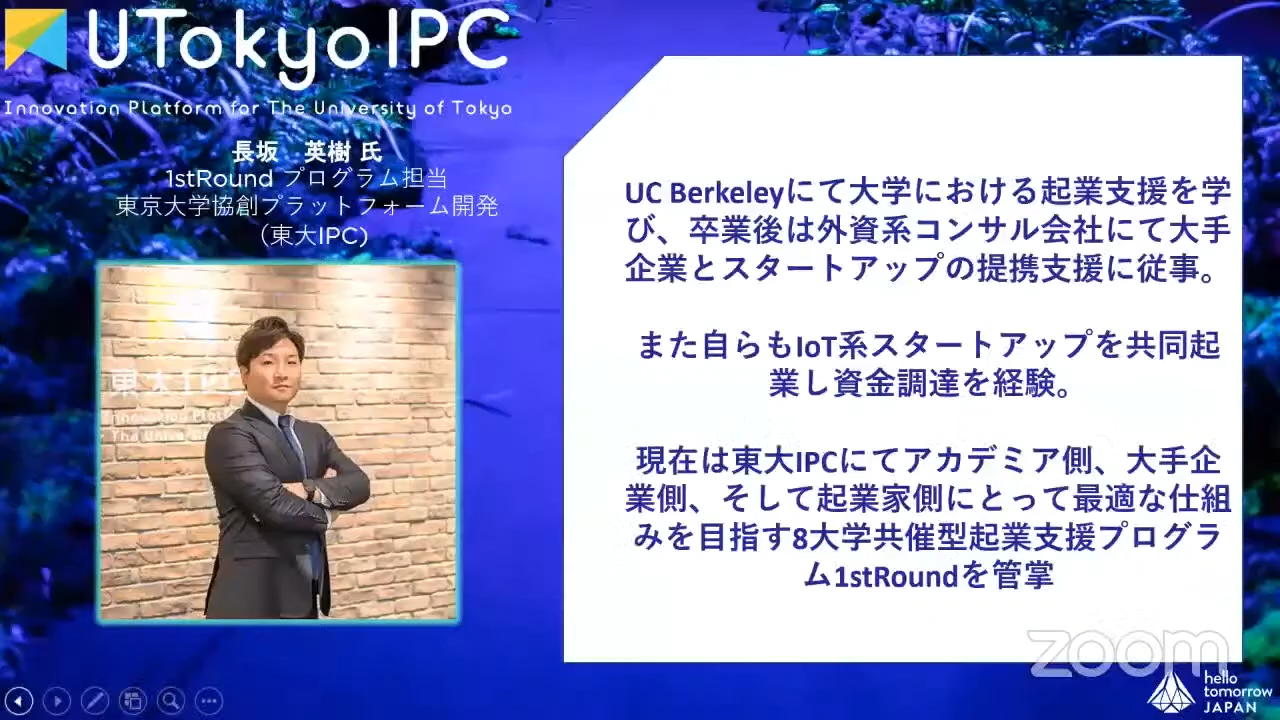 UTokyo IPC
Innovation Platform for The University of Tokyo
長坂　英樹 氏
1stRound プログラム担当
東京大学協創プラットフォーム開発
（東大IPC）
東大IPC
UC Berkeleyにて大学における起業支援を学
び、卒業後は外資系コンサル会社にて大手
企業とスタートアップの提携支援に従事。
また自らもIoT系スタートアップを共同起
業し資金調達を経験。
現在は東大IPCにてアカデミア側、大手企
業側、そして起業家側にとって最適な仕組
みを目指す8大学共催型起業支援プログラ
ム1stRoundを管掌
zoom
hello
tomorrow
JAPAN